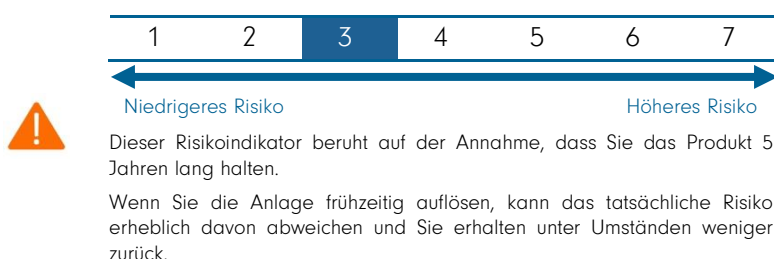 1 2 3 4 5 6 7
Niedrigeres Risiko Höheres Risiko
Dieser Risikoindikator beruht auf der Annahme, dass Sie das Produkt 5
Jahren lang halten.
Wenn Sie die Anlage frühzeitig auflösen, kann das tatsächliche Risiko
erheblich davon abweichen und Sie erhalten unter Umständen weniger
zurück.